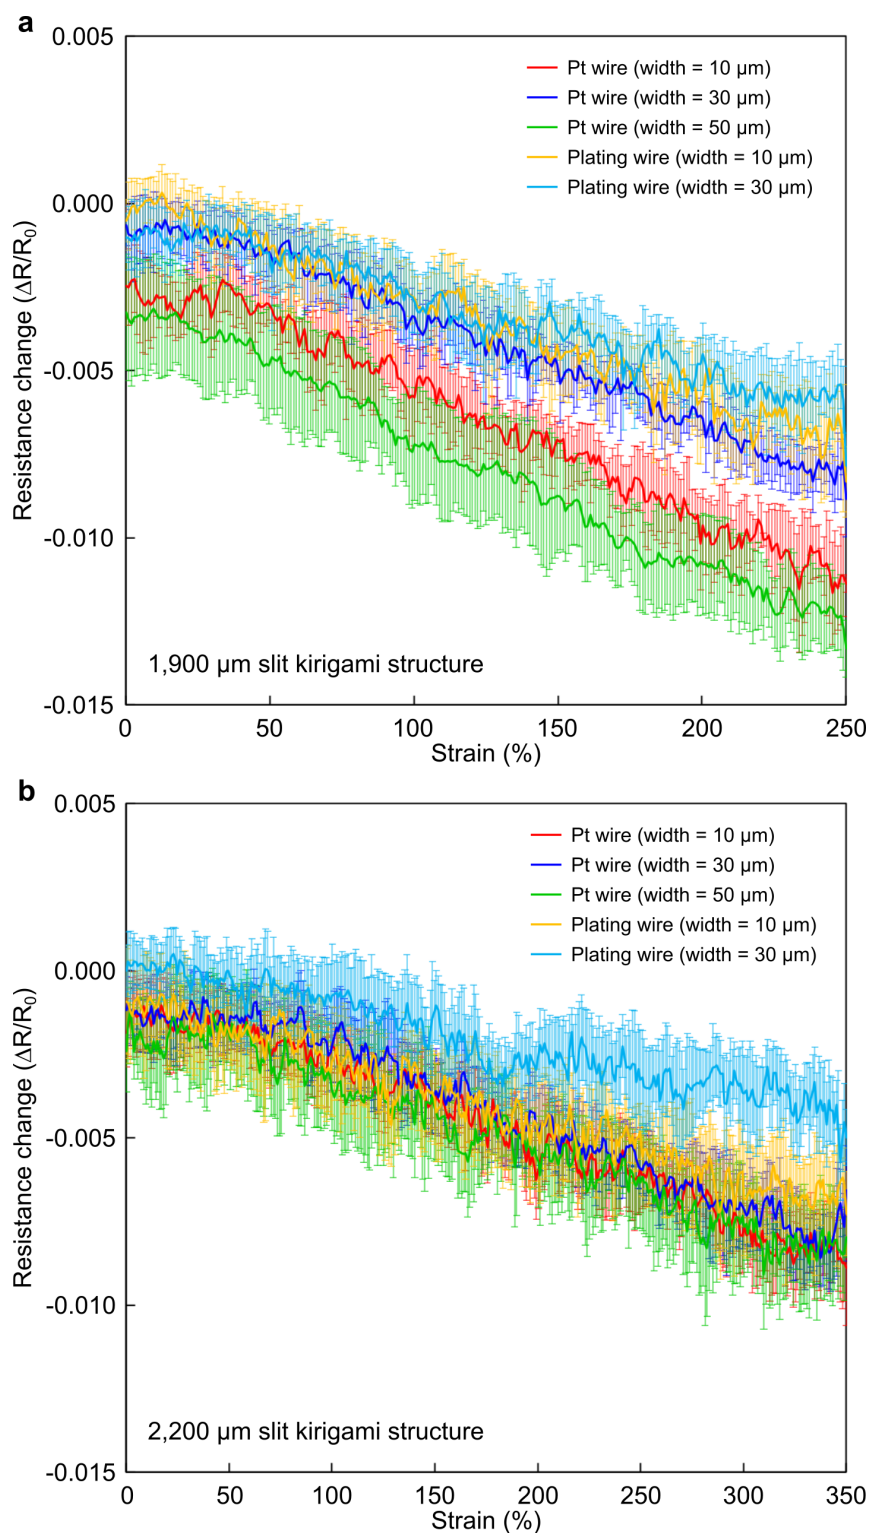 a
0.005
0.000
-0.005
-0.010
-0.015
Resistance change (ΔR/R₀)
Pt wire (width = 10 µm)
Pt wire (width = 30 µm)
Pt wire (width = 50 µm)
Plating wire (width = 10 µm)
Plating wire (width = 30 µm)
1,900 µm slit kirigami structure
0 50 100 150 200 250
Strain (%)
b
0.005
0.000
-0.005
-0.010
-0.015
Resistance change (ΔR/R₀)
Pt wire (width = 10 µm)
Pt wire (width = 30 µm)
Pt wire (width = 50 µm)
Plating wire (width = 10 µm)
Plating wire (width = 30 µm)
2,200 µm slit kirigami structure
0 50 100 150 200 250 300 350
Strain (%)